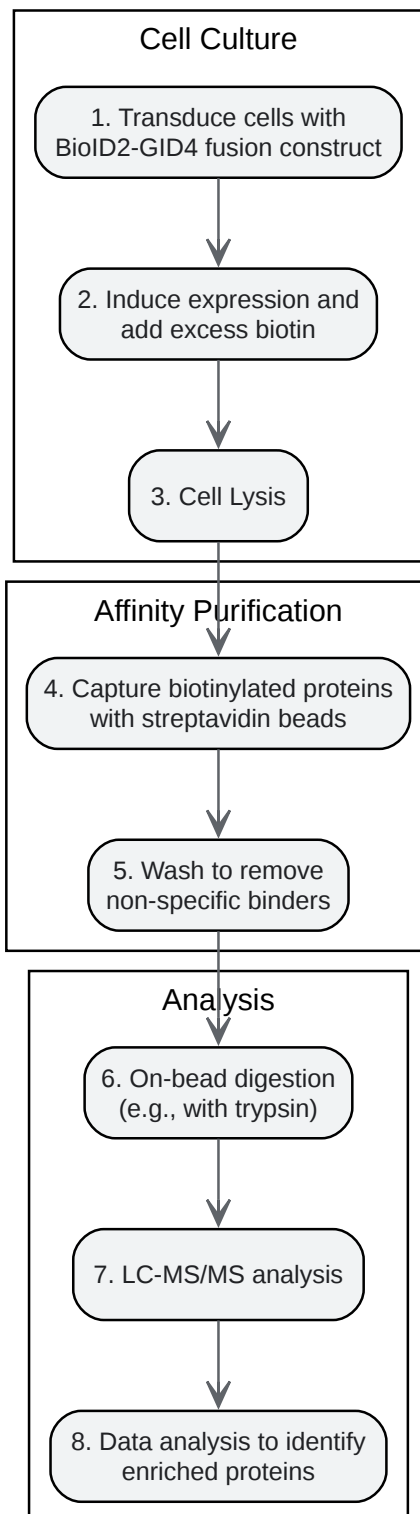 Cell Culture
1. Transduce cells with
BioID2-GID4 fusion construct
2. Induce expression and
add excess biotin
3. Cell Lysis
Affinity Purification
4. Capture biotinylated proteins
with streptavidin beads
5. Wash to remove
non-specific binders
Analysis
6. On-bead digestion
(e.g., with trypsin)
7. LC-MS/MS analysis
8. Data analysis to identify
enriched proteins